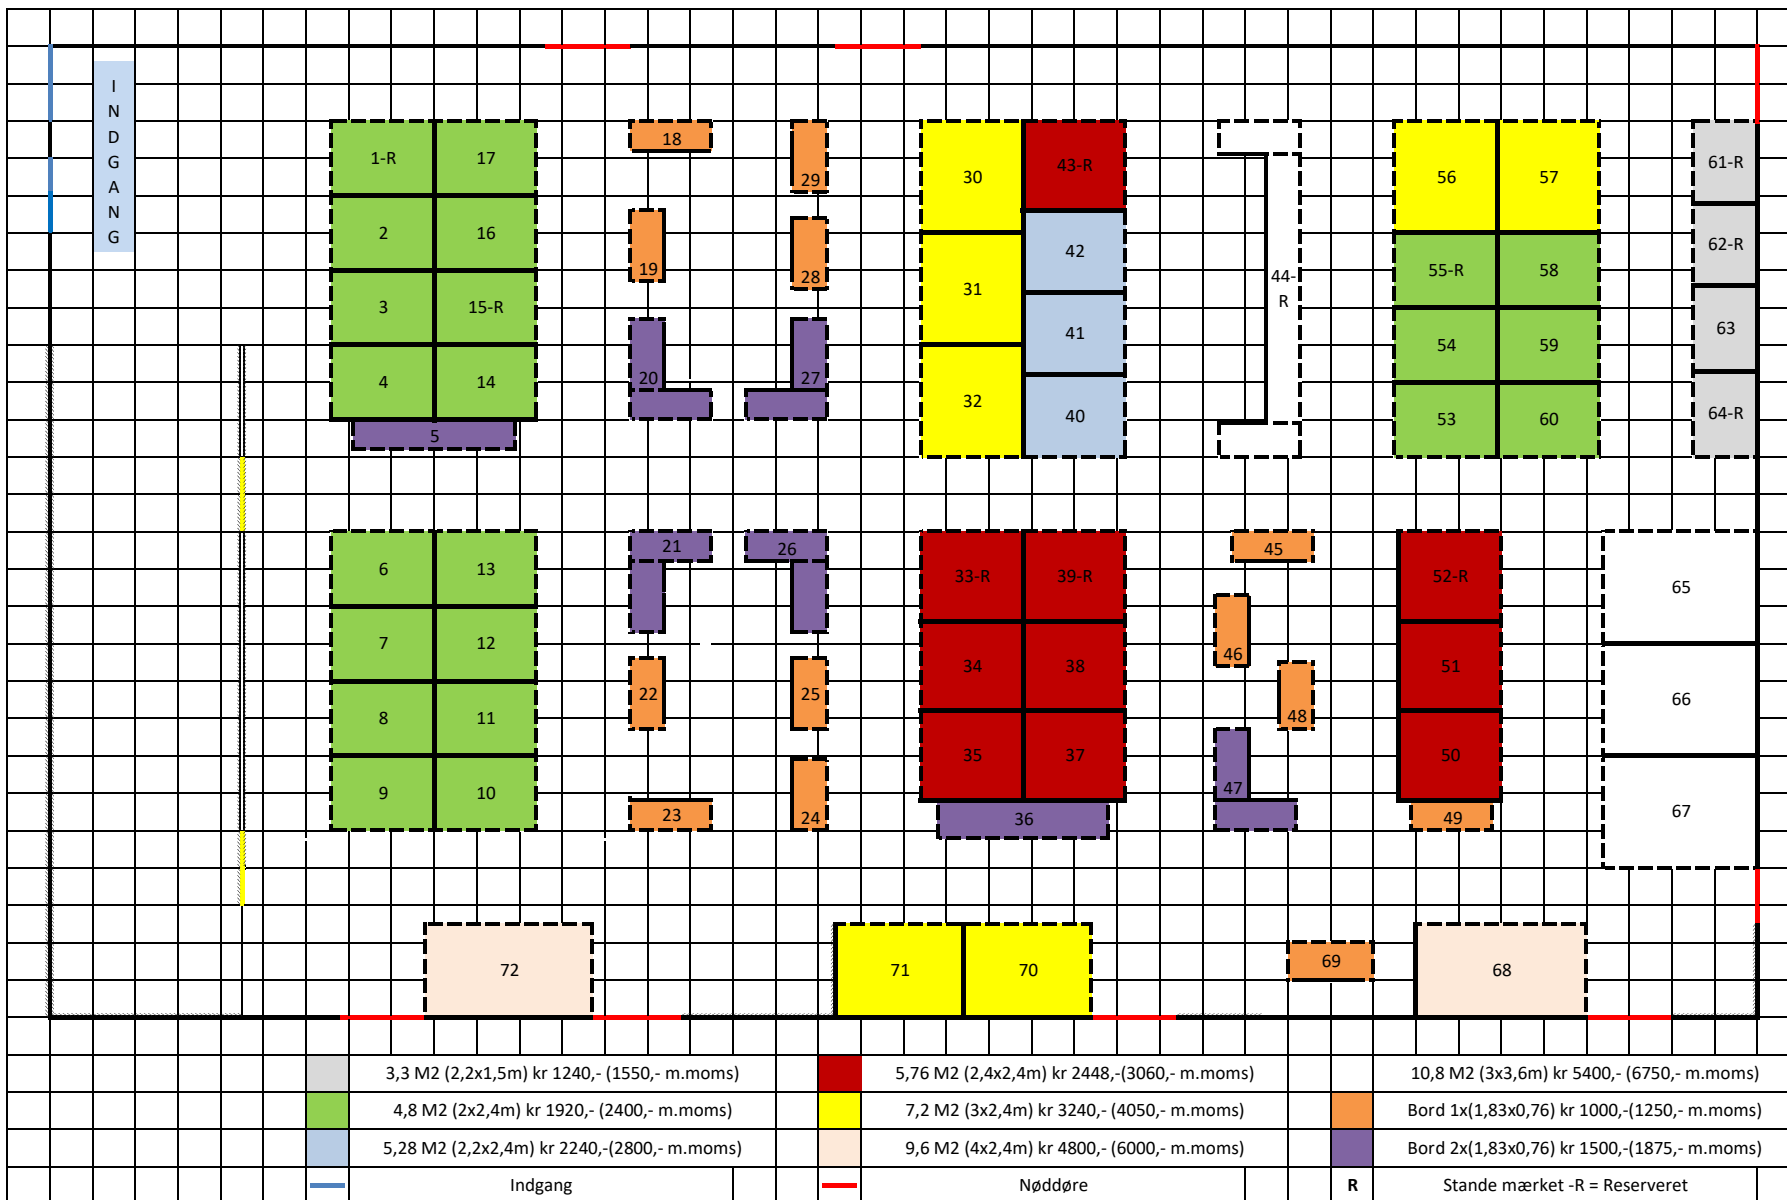 I
N
D
G
A
N
G
1-R 17 18 29 30 43-R 56 57 61-R
2 16 19 28 31 42 44-
R 55-R 58 62-R
3 15-R 20 27 32 41 54 59 63
4 14 40 53 60 64-R
5
6 13 21 26 33-R 39-R 45 52-R 65
7 12 22 25 34 38 46 51 66
8 11 48
9 10 23 24 35 37 47 50 67
36 49
72 71 70 69 68
3,3 M2 (2,2x1,5m) kr 1240,- (1550,- m.moms) 5,76 M2 (2,4x2,4m) kr 2448,-(3060,- m.moms) 10,8 M2 (3x3,6m) kr 5400,- (6750,- m.moms)
4,8 M2 (2x2,4m) kr 1920,- (2400,- m.moms) 7,2 M2 (3x2,4m) kr 3240,- (4050,- m.moms) Bord 1x(1,83x0,76) kr 1000,-(1250,- m.moms)
5,28 M2 (2,2x2,4m) kr 2240,-(2800,- m.moms) 9,6 M2 (4x2,4m) kr 4800,- (6000,- m.moms) Bord 2x(1,83x0,76) kr 1500,-(1875,- m.moms)
Indgang Nøddøre R Stande mærket -R = Reserveret